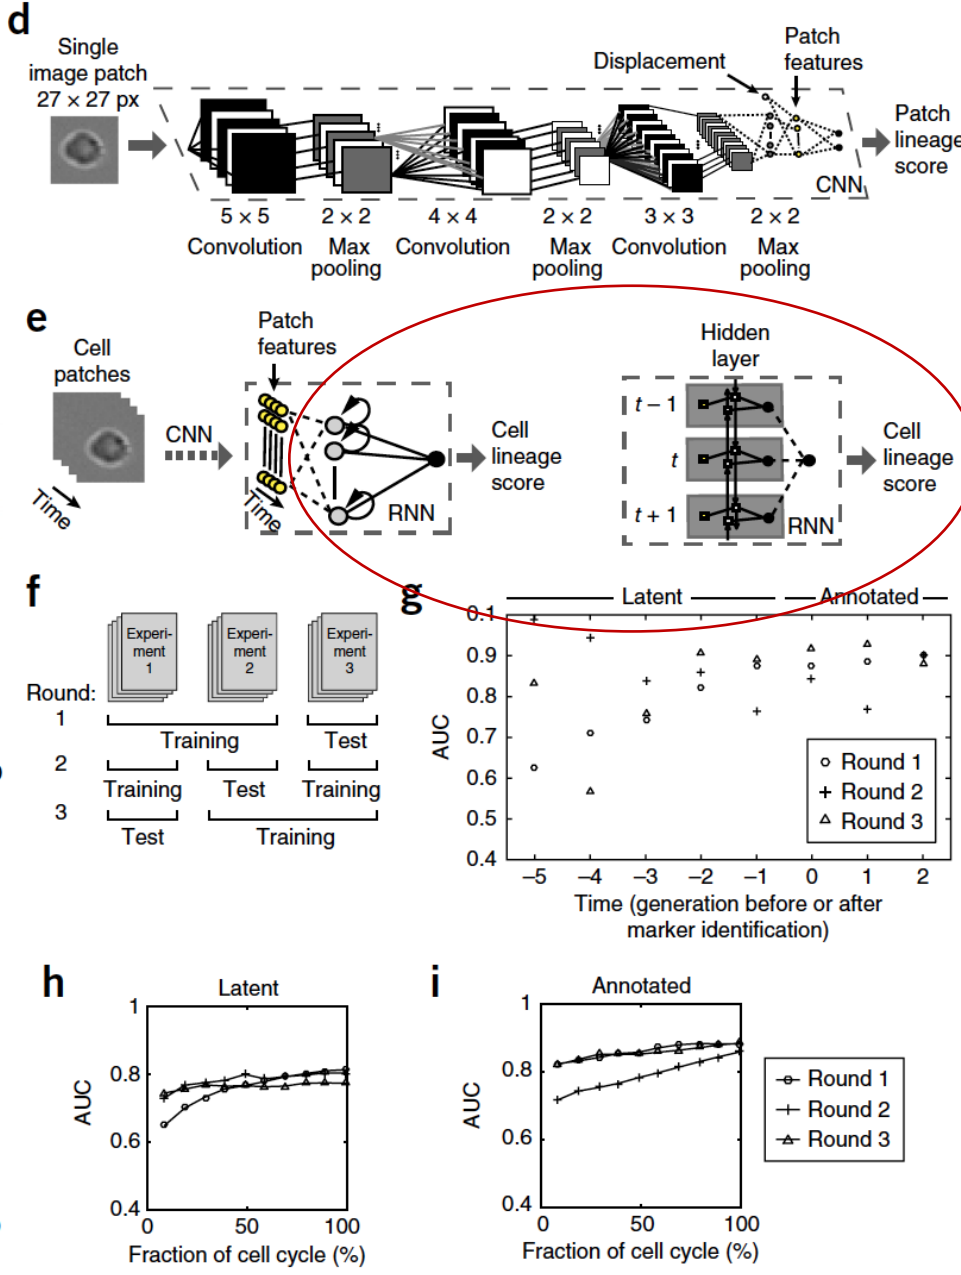 d
Single
image patch
27 × 27 px
Displacement
Patch
features
Patch
lineage
score
CNN
5 × 5
Convolution
2 × 2
Max
pooling
4 × 4
Convolution
2 × 2
Max
pooling
3 × 3
Convolution
2 × 2
Max
pooling
e
Cell
patches
Time
CNN
Patch
features
Time
RNN
Cell
lineage
score
Hidden
layer
t − 1
t
t + 1
RNN
Cell
lineage
score
f
Experi-
ment
1
Experi-
ment
2
Experi-
ment
3
Round:
1
Training
Test
2
Training
Test
Training
3
Test
Training
g
Latent
Annotated
0.1
0.9
0.8
0.7
0.6
0.5
0.4
AUC
−5 −4 −3 −2 −1 0 1 2
Time (generation before or after
marker identification)
Round 1
Round 2
Round 3
h
Latent
1
0.8
0.6
0.4
AUC
0 50 100
Fraction of cell cycle (%)
i
Annotated
1
0.8
0.6
0.4
AUC
0 50 100
Fraction of cell cycle (%)
Round 1
Round 2
Round 3